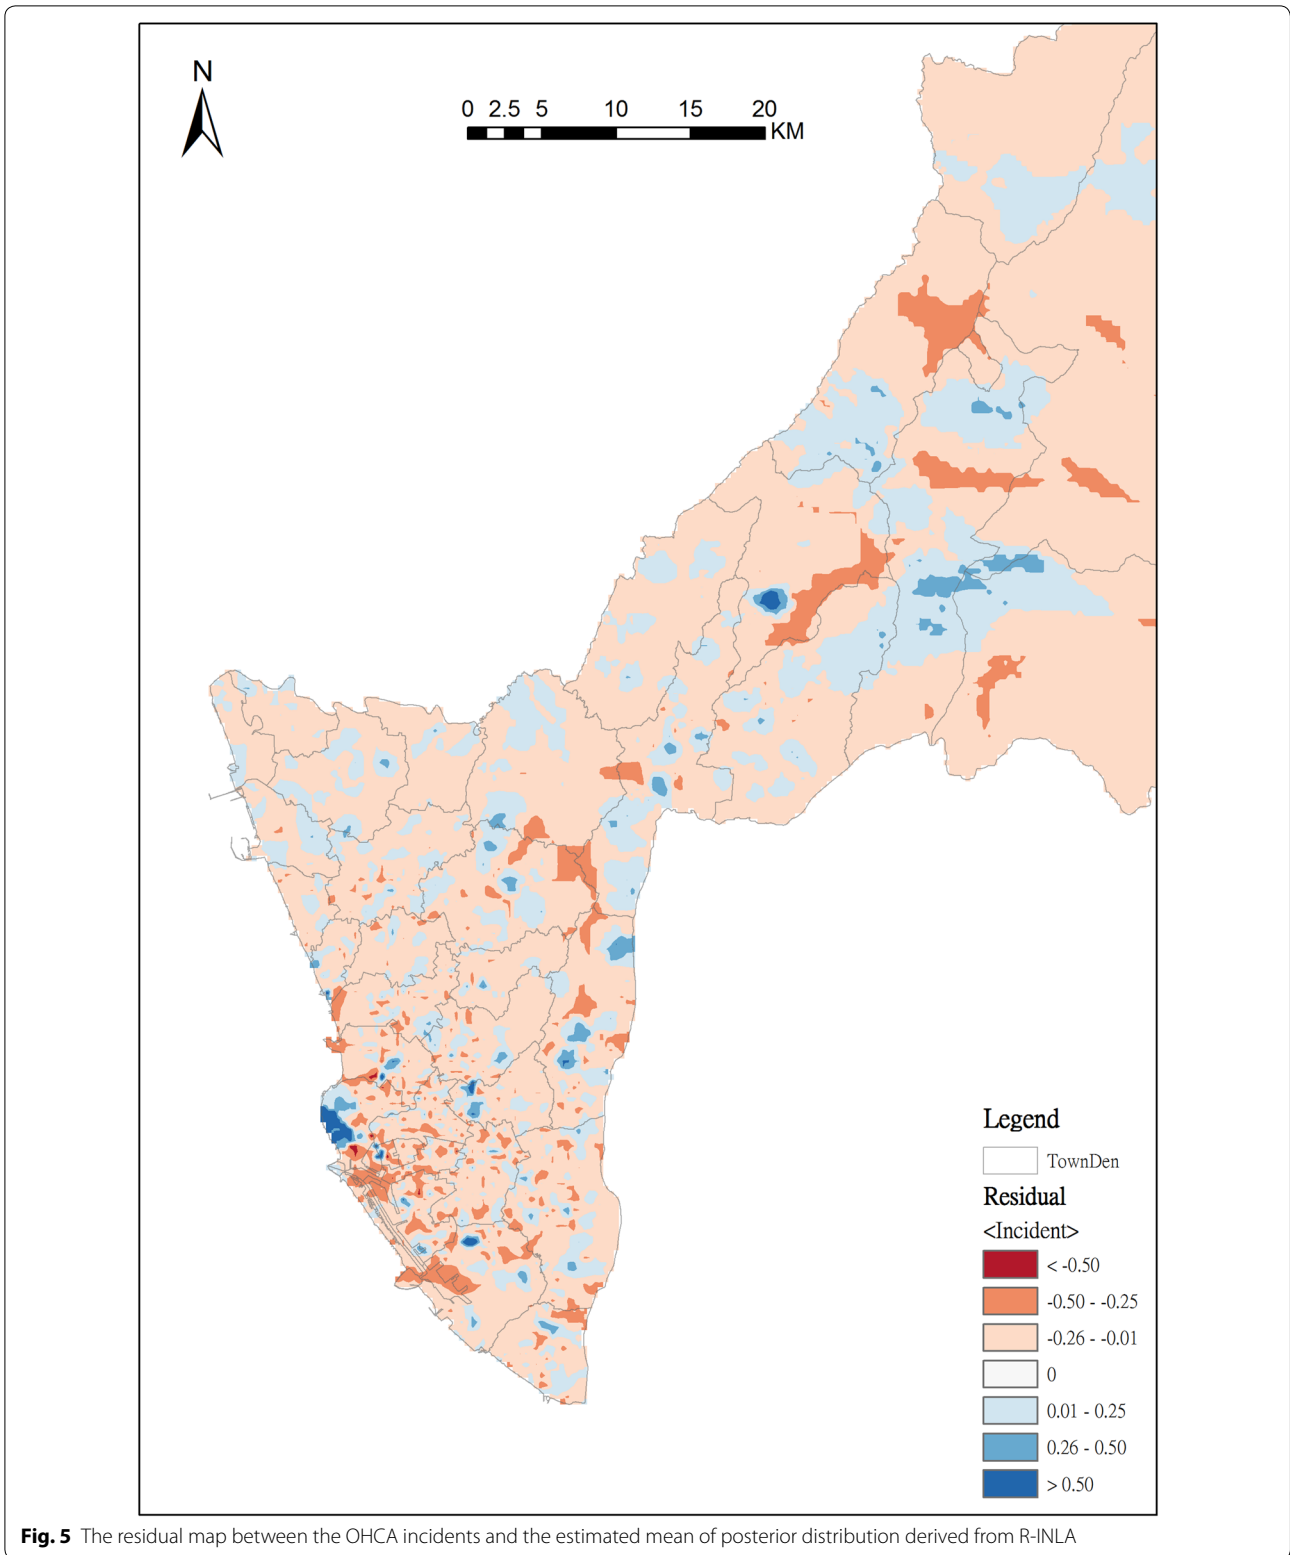 N
0 2.5 5 10 15 20
KM
Legend
TownDen
Residual
<Incident>
< -0.50
-0.50 - -0.25
-0.26 - -0.01
0
0.01 - 0.25
0.26 - 0.50
> 0.50
Fig. 5 The residual map between the OHCA incidents and the estimated mean of posterior distribution derived from R-INLA